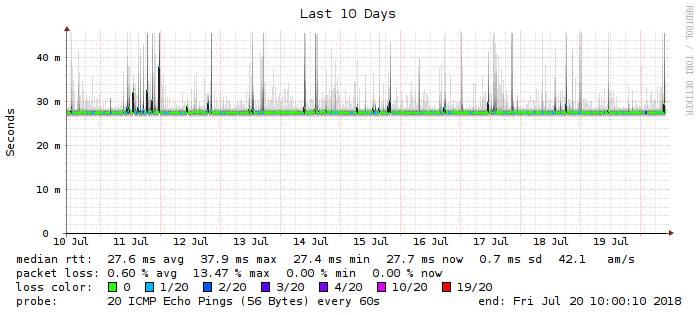 Last 10 Days
RRDTOOL / TOBI OETIKER
Seconds
40 m
30 m
20 m
10 m
0
10 Jul 11 Jul 12 Jul 13 Jul 14 Jul 15 Jul 16 Jul 17 Jul 18 Jul 19 Jul
median rtt: 27.6 ms avg 37.9 ms max 27.4 ms min 27.7 ms now 0.7 ms sd 42.1 am/s
packet loss: 0.60 % avg 13.47 % max 0.00 % min 0.00 % now
loss color: 0 1/20 2/20 3/20 4/20 10/20 19/20
probe: 20 ICMP Echo Pings (56 Bytes) every 60s end: Fri Jul 20 10:00:10 2018